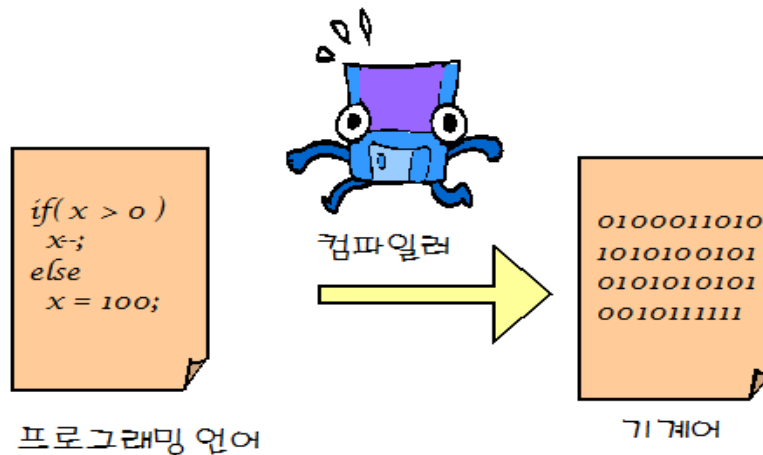 if( x > 0 )
x--;
else
x = 100;
프로그래밍 언어
컴파일러
0100011010
1010100101
0101010101
0010111111
기계어